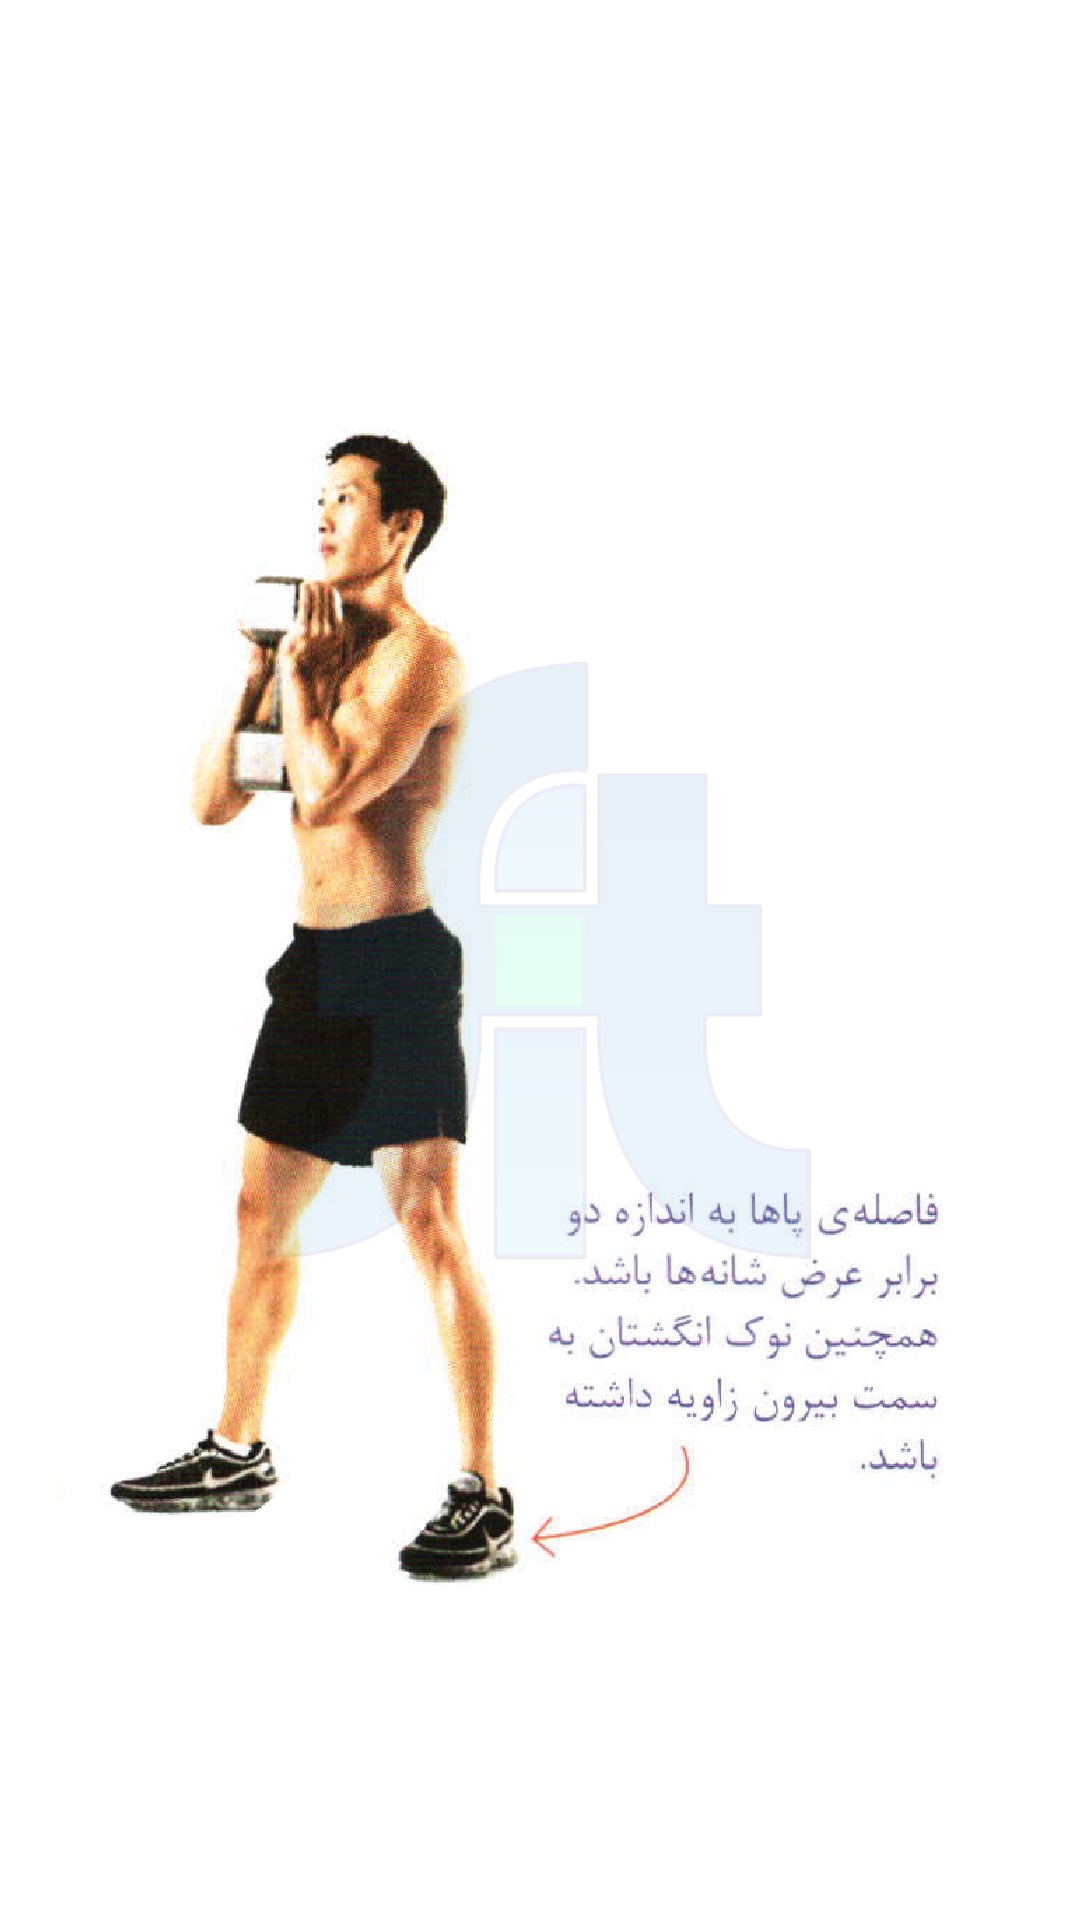 فاصله‌ی پاها به اندازه دو
برابر عرض شانه‌ها باشد.
همچنین نوک انگشتان به
سمت بیرون زاویه داشته
باشد.
fit